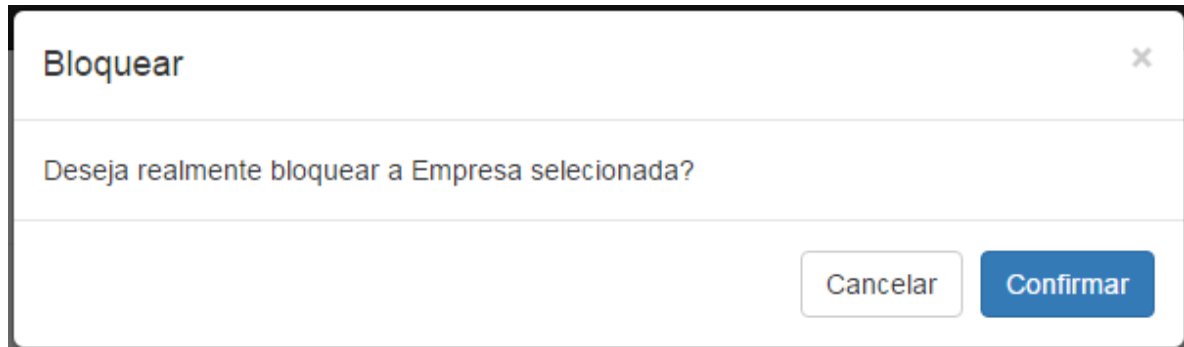 Bloquear ×
Deseja realmente bloquear a Empresa selecionada?
Cancelar Confirmar